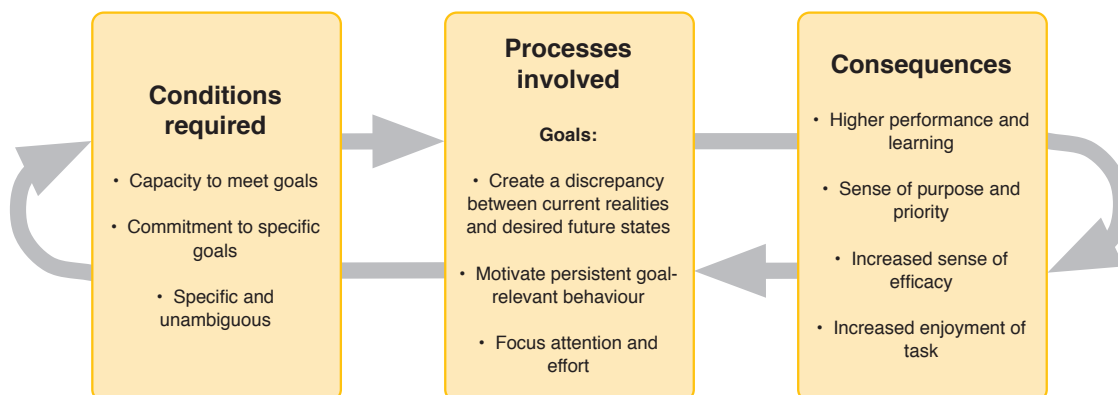 Conditions
required
• Capacity to meet goals
• Commitment to specific
goals
• Specific and
unambiguous
Processes
involved
Goals:
• Create a discrepancy
between current realities
and desired future states
• Motivate persistent goal-
relevant behaviour
• Focus attention and
effort
Consequences
• Higher performance and
learning
• Sense of purpose and
priority
• Increased sense of
efficacy
• Increased enjoyment of
task